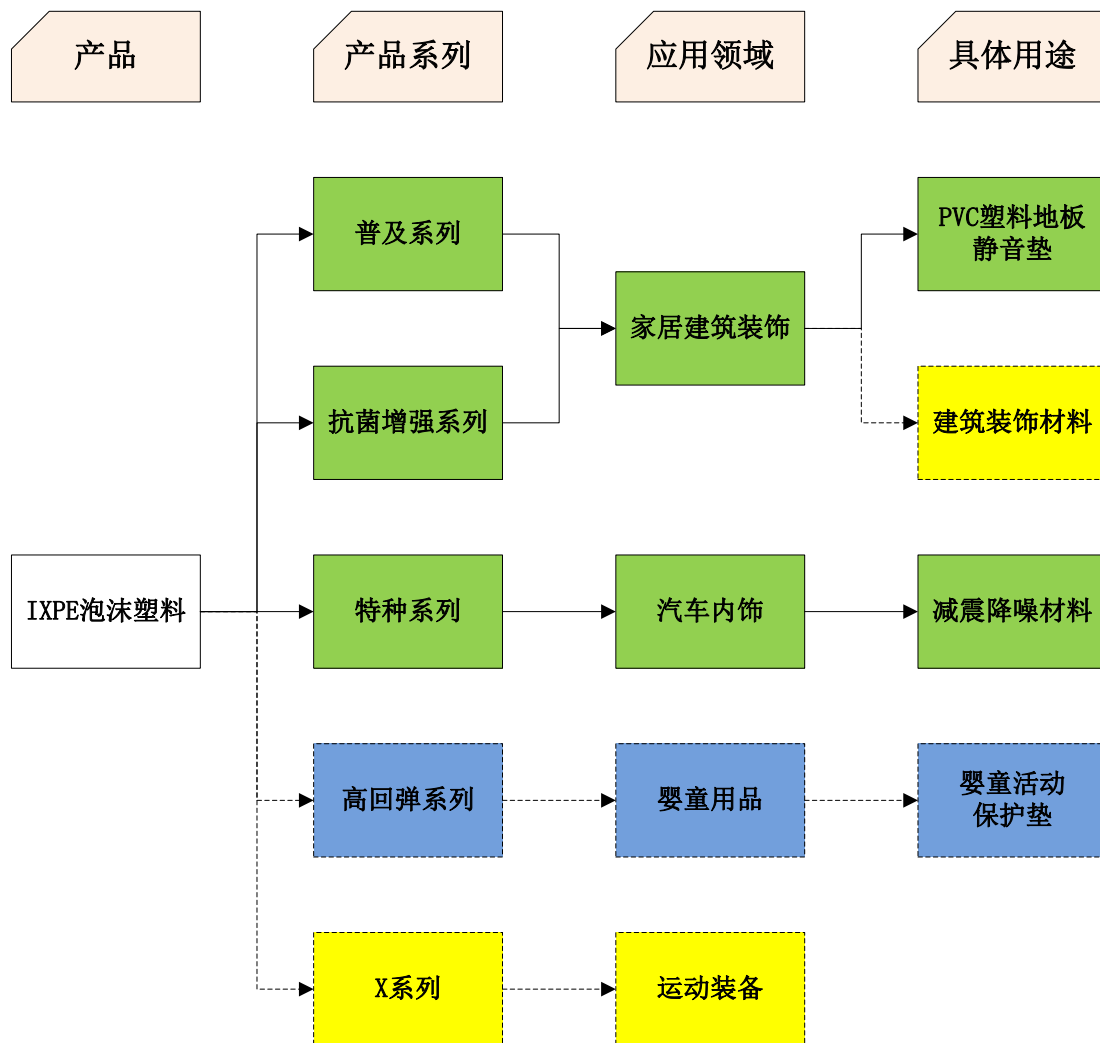 产品
产品系列
应用领域
具体用途
普及系列
PVC塑料地板
静音垫
家居建筑装饰
抗菌增强系列
建筑装饰材料
IXPE泡沫塑料
特种系列
汽车内饰
减震降噪材料
高回弹系列
婴童用品
婴童活动
保护垫
X系列
运动装备